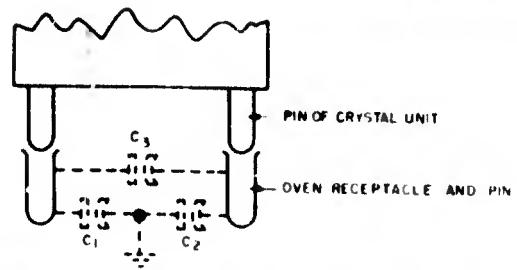 PIN OF CRYSTAL UNIT
C3
OVEN RECEPTACLE AND PIN
C1
C2